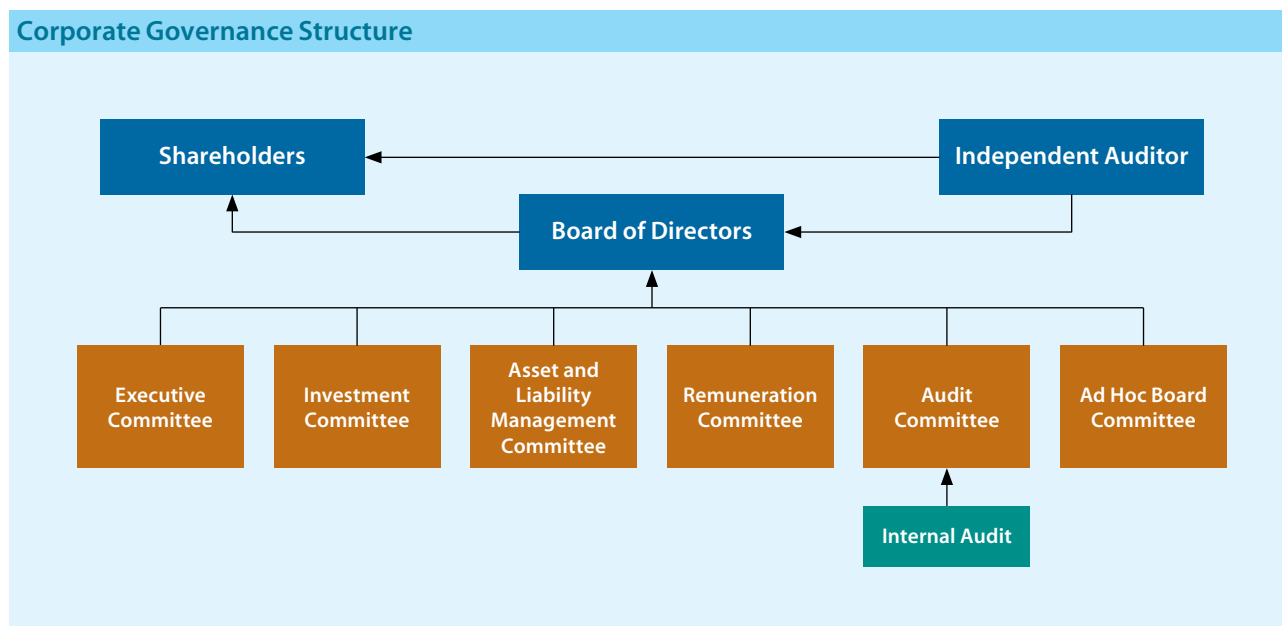 Corporate Governance Structure
Shareholders
Independent Auditor
Board of Directors
Executive
Committee
Investment
Committee
Asset and
Liability
Management
Committee
Remuneration
Committee
Audit
Committee
Ad Hoc Board
Committee
Internal Audit